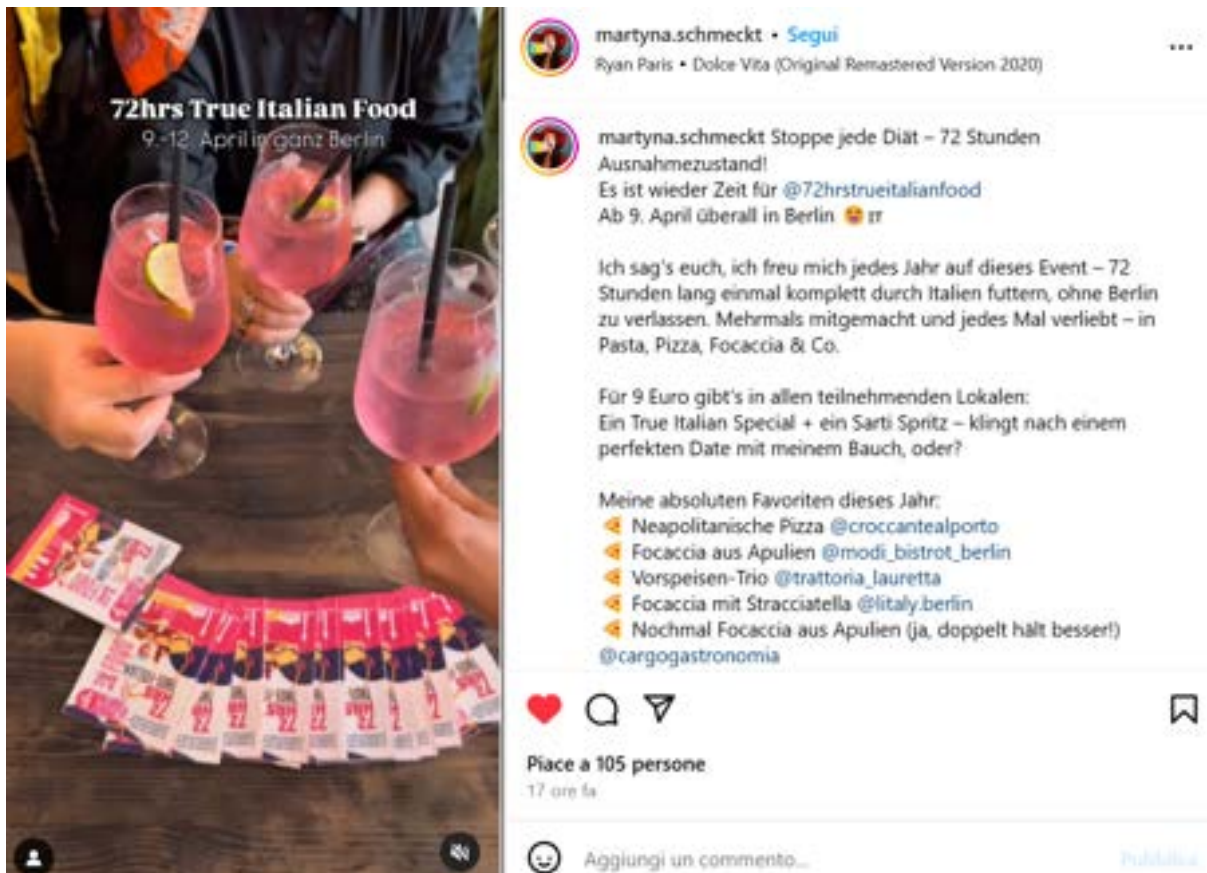 72hrs True Italian Food
9.-12. April in ganz Berlin
martyna.schmeckt • Segui
Ryan Paris • Dolce Vita (Original Remastered Version 2020)
martyna.schmeckt Stoppe jede Diät – 72 Stunden
Ausnahmezustand!
Es ist wieder Zeit für @72hrstrueitalianfood
Ab 9. April überall in Berlin 😍 IT
Ich sag's euch, ich freu mich jedes Jahr auf dieses Event – 72
Stunden lang einmal komplett durch Italien futtern, ohne Berlin
zu verlassen. Mehrmals mitgemacht und jedes Mal verliebt – in
Pasta, Pizza, Focaccia & Co.
Für 9 Euro gibt's in allen teilnehmenden Lokalen:
Ein True Italian Special + ein Sarti Spritz – klingt nach einem
perfekten Date mit meinem Bauch, oder?
Meine absoluten Favoriten dieses Jahr:
🍕 Neapolitanische Pizza @croccantealporto
🍕 Focaccia aus Apulien @modi_bistrot_berlin
🍕 Vorspeisen-Trio @trattoria_lauretta
🍕 Focaccia mit Stracciatella @litaly.berlin
🍕 Nochmal Focaccia aus Apulien (ja, doppelt hält besser!)
@cargogastronomia
Piace a 105 persone
17 ore fa
Aggiungi un commento...
Pubblica